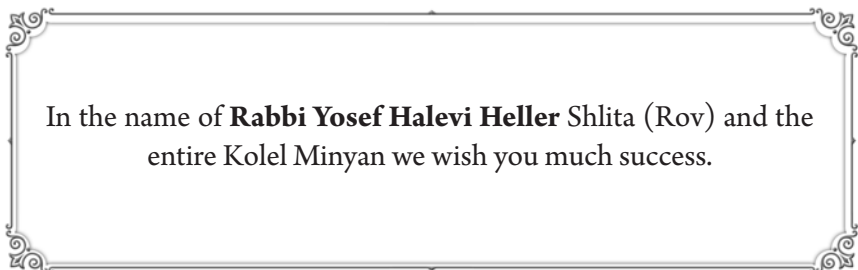 In the name of Rabbi Yosef Halevi Heller Shlita (Rov) and the
entire Kolel Minyan we wish you much success.